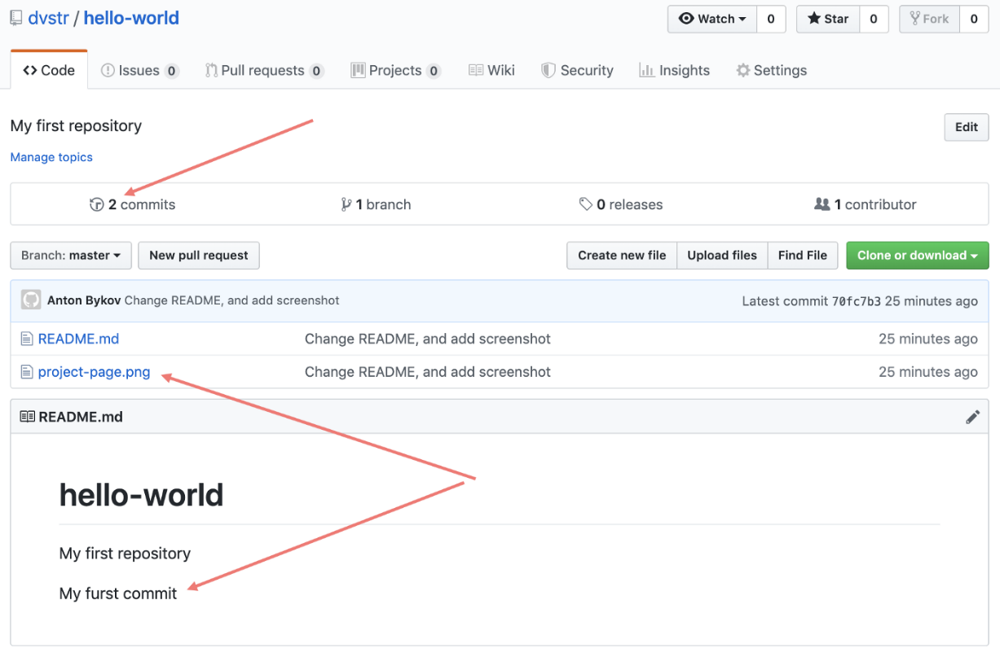 dvstr / hello-world
Watch 0 Star 0 Fork 0
Code Issues 0 Pull requests 0 Projects 0 Wiki Security Insights Settings
My first repository Edit
Manage topics
2 commits 1 branch 0 releases 1 contributor
Branch: master New pull request Create new file Upload files Find File Clone or download
Anton Bykov Change README, and add screenshot Latest commit 70fc7b3 25 minutes ago
README.md Change README, and add screenshot 25 minutes ago
project-page.png Change README, and add screenshot 25 minutes ago
README.md
hello-world
My first repository
My furst commit